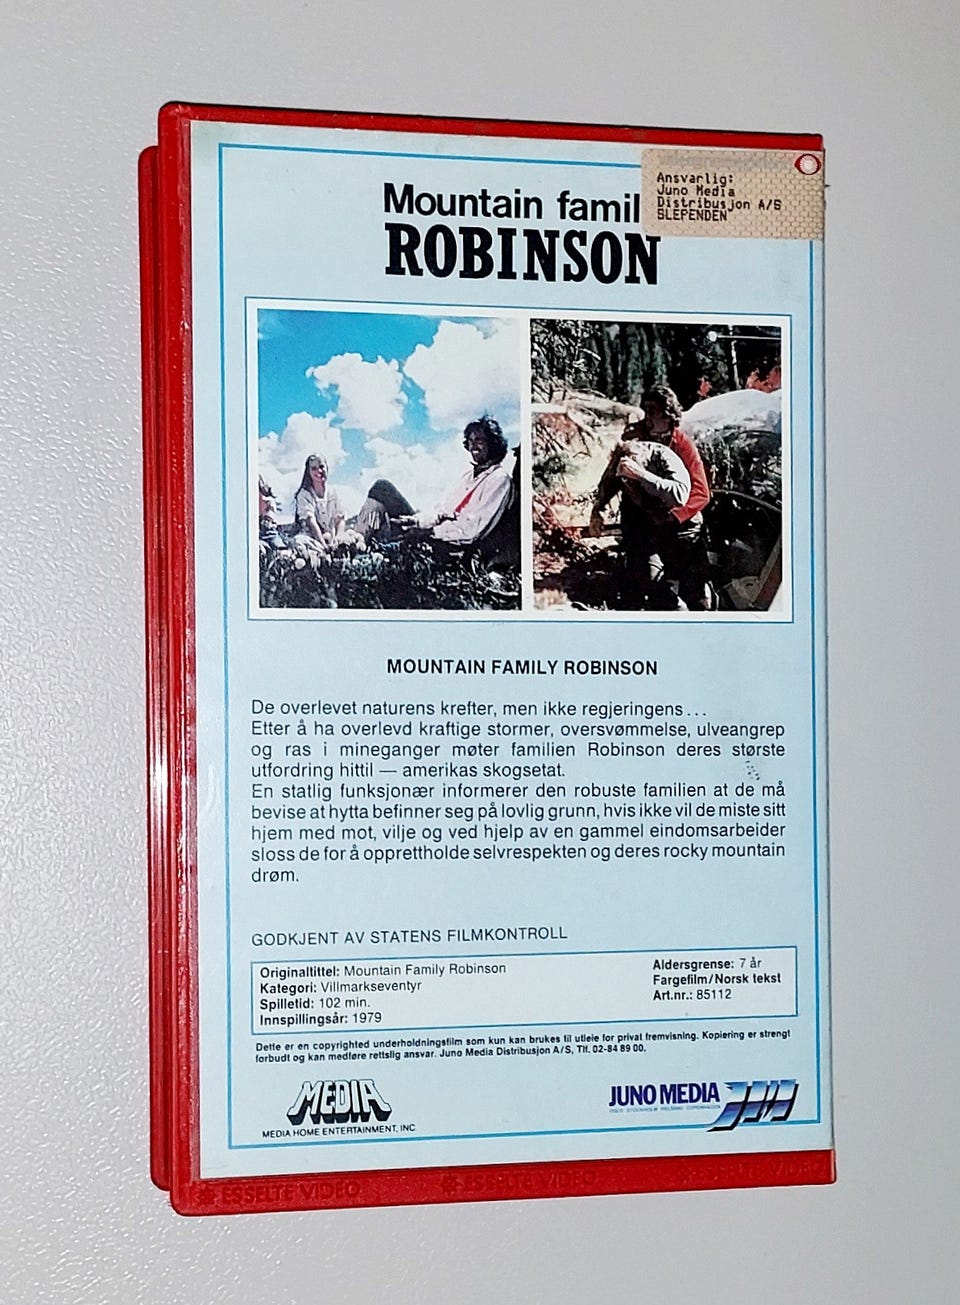 Ansvarlig:
Juno Media
Distribusjon A/S
SLEPENDEN
Mountain famil
ROBINSON
MOUNTAIN FAMILY ROBINSON
De overlevet naturens krefter, men ikke regjeringens...
Etter å ha overlevd kraftige stormer, oversvømmelse, ulveangrep
og ras i mineganger møter familien Robinson deres største
utfordring hittil — amerikas skogsetat.
En statlig funksjonær informerer den robuste familien at de må
bevise at hytta befinner seg på lovlig grunn, hvis ikke vil de miste sitt
hjem med mot, vilje og ved hjelp av en gammel eindomsarbeider
sloss de for å opprettholde selvrespekten og deres rocky mountain
drøm.
GODKJENT AV STATENS FILMKONTROLL
Originaltittel: Mountain Family Robinson
Kategori: Villmarkseventyr
Spilletid: 102 min.
Innspillingsår: 1979
Aldersgrense: 7 år
Fargefilm/Norsk tekst
Art.nr.: 85112
Dette er en copyrighted underholdningsfilm som kun kan brukes til utleie for privat fremvisning. Kopiering er strengt
forbudt og kan medføre rettslig ansvar. Juno Media Distribusjon A/S, Tlf. 02-84 89 00.
MEDIA
MEDIA HOME ENTERTAINMENT, INC
JUNO MEDIA
OSLO STOCKHOLM HELSINKI COPENHAGEN
ESSELTE VIDEO
ESSELTE VIDEO
ESSELTE VIDEO